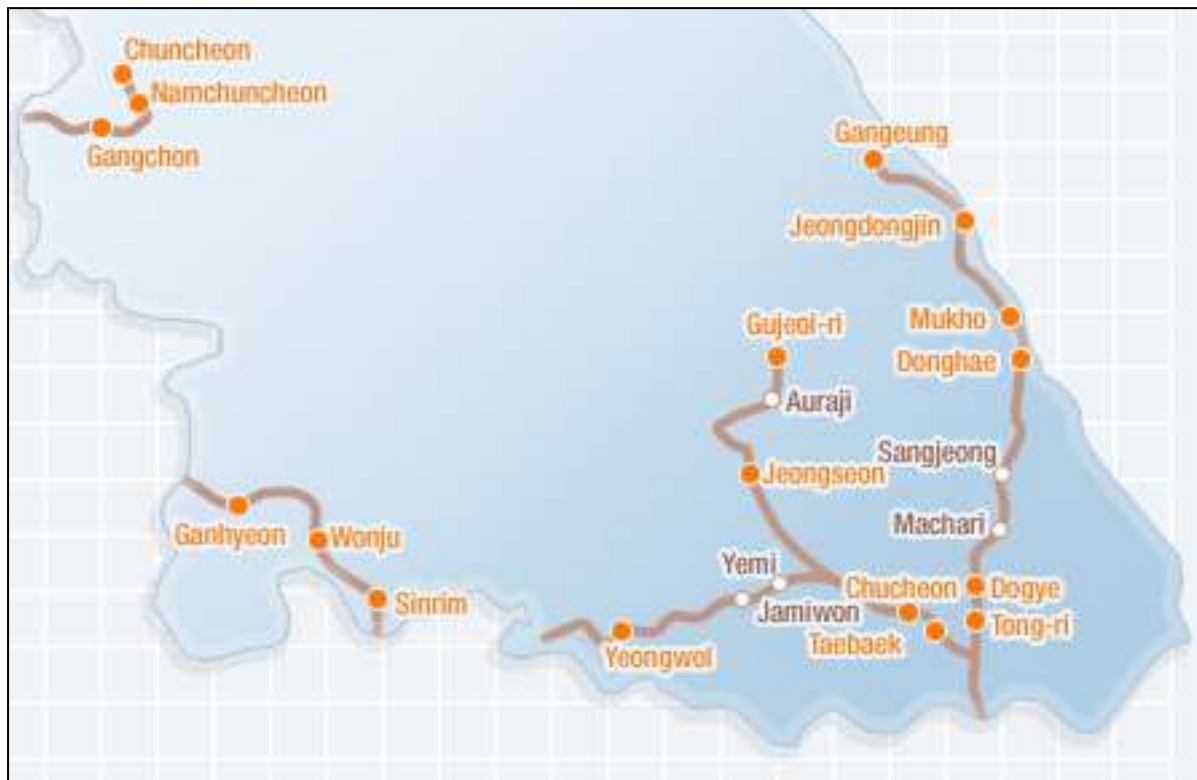 Chuncheon
Namchuncheon
Gangchon
Gangeung
Jeongdongjin
Mukho
Gujeol-ri
Donghae
Auraji
Sangjeong
Jeongseon
Machari
Ganhyeon
Wonju
Yemi
Chucheon
Dogye
Sinrim
Jamiwon
Tong-ri
Taebaek
Yeongwol